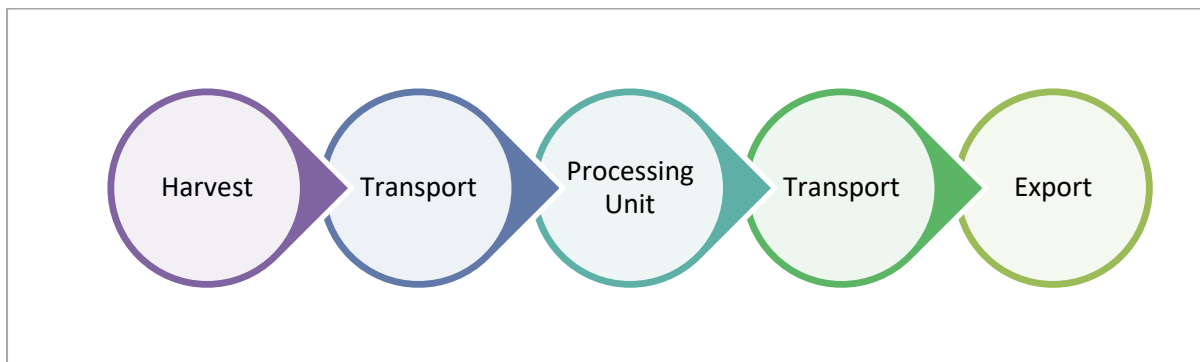 Harvest
Transport
Processing
Unit
Transport
Export